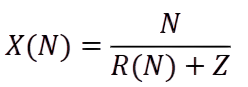 X(N) = N / (R(N) + Z)